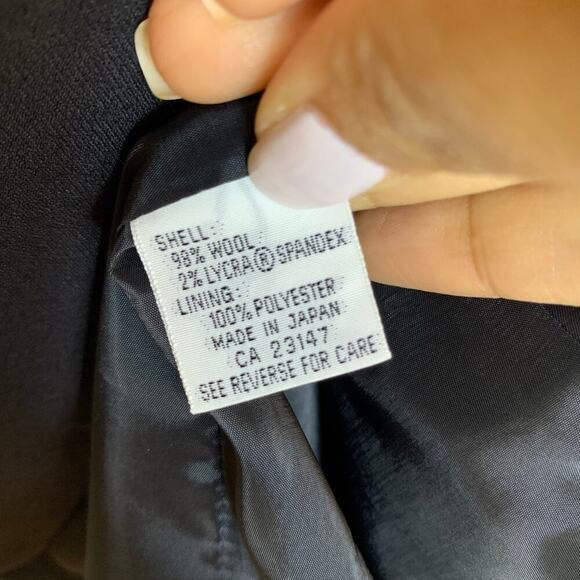 SHELL:
98% WOOL
2% LYCRA® SPANDEX
LINING:
100% POLYESTER
MADE IN JAPAN
CA 23147
SEE REVERSE FOR CARE